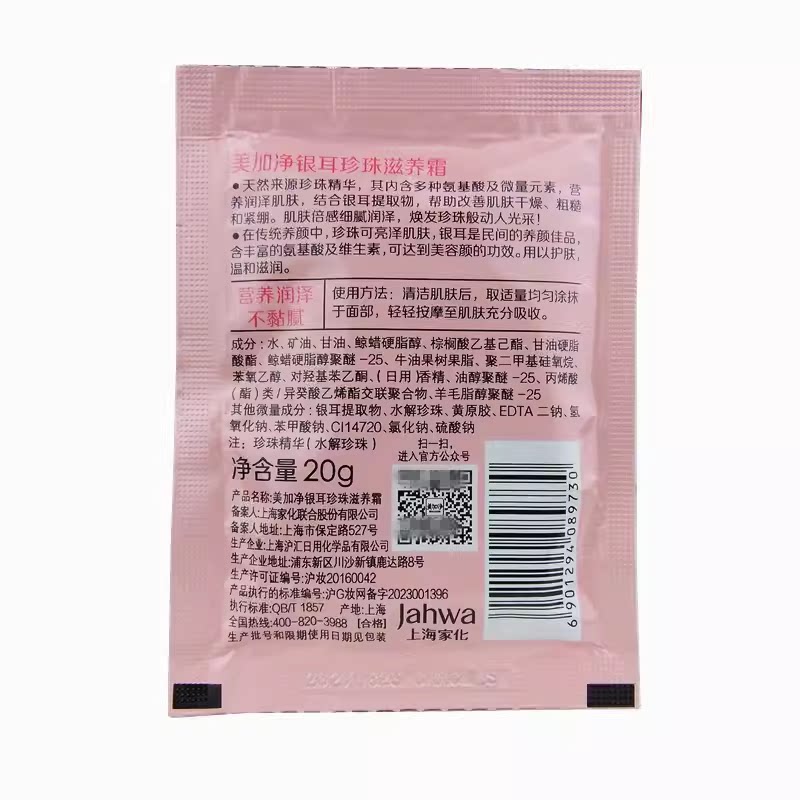 美加净银耳珍珠滋养霜
●天然来源珍珠精华，其内含多种氨基酸及微量元素，营
养润泽肌肤，结合银耳提取物，帮助改善肌肤干燥、粗糙
和紧绷。肌肤倍感细腻润泽，焕发珍珠般动人光采！
●在传统养颜中，珍珠可亮泽肌肤，银耳是民间的养颜佳品，
含丰富的氨基酸及维生素，可达到美容颜的功效。用以护肤，
温和滋润。
营养润泽
不黏腻
使用方法：清洁肌肤后，取适量均匀涂抹
于面部，轻轻按摩至肌肤充分吸收。
成分：水、矿油、甘油、鲸蜡硬脂醇、棕榈酸乙基己酯、甘油硬脂
酸酯、鲸蜡硬脂醇聚醚-25、牛油果树果脂、聚二甲基硅氧烷、
苯氧乙醇、对羟基苯乙酮、（日用）香精、油醇聚醚-25、丙烯酸
（酯）类/异癸酸乙烯酯交联聚合物、羊毛脂醇聚醚-25
其他微量成分：银耳提取物、水解珍珠、黄原胶、EDTA 二钠、氢
氧化钠、苯甲酸钠、CI14720、氯化钠、硫酸钠
注：珍珠精华（水解珍珠）
扫一扫，
进入官方公众号
净含量 20g
产品名称：美加净银耳珍珠滋养霜
备案人：上海家化联合股份有限公司
备案人地址：上海市保定路527号
生产企业：上海沪汇日用化学品有限公司
生产企业地址：浦东新区川沙新镇鹿达路8号
生产许可证编号：沪妆20160042
产品执行的标准编号：沪G妆网备字2023001396
执行标准：QB/T 1857 产地：上海
全国热线：400-820-3988 [合格]
生产批号和限期使用日期见包装
美加净
Jahwa
上海家化
6 901294 089730